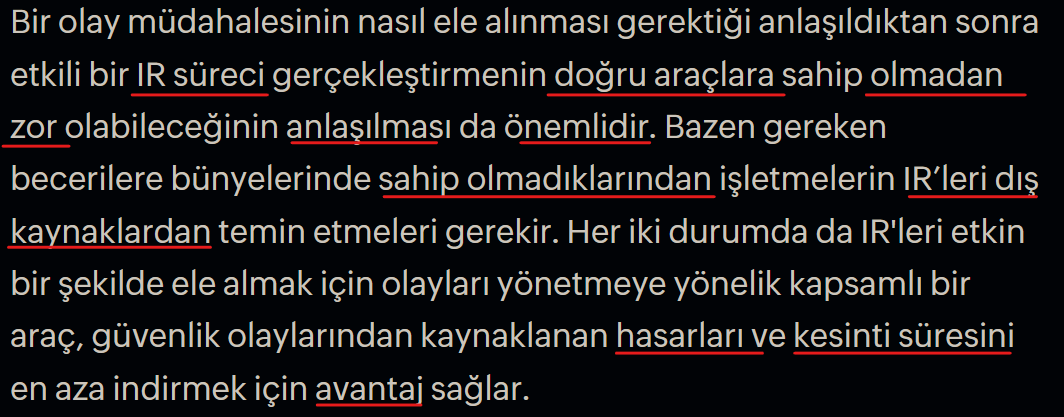 Bir olay müdahalesinin nasıl ele alınması gerektiği anlaşıldıktan sonra
etkili bir IR süreci gerçekleştirmenin doğru araçlara sahip olmadan
zor olabileceğinin anlaşılması da önemlidir. Bazen gereken
becerilere bünyelerinde sahip olmadıklarından işletmelerin IR’leri dış
kaynaklardan temin etmeleri gerekir. Her iki durumda da IR'leri etkin
bir şekilde ele almak için olayları yönetmeye yönelik kapsamlı bir
araç, güvenlik olaylarından kaynaklanan hasarları ve kesinti süresini
en aza indirmek için avantaj sağlar.